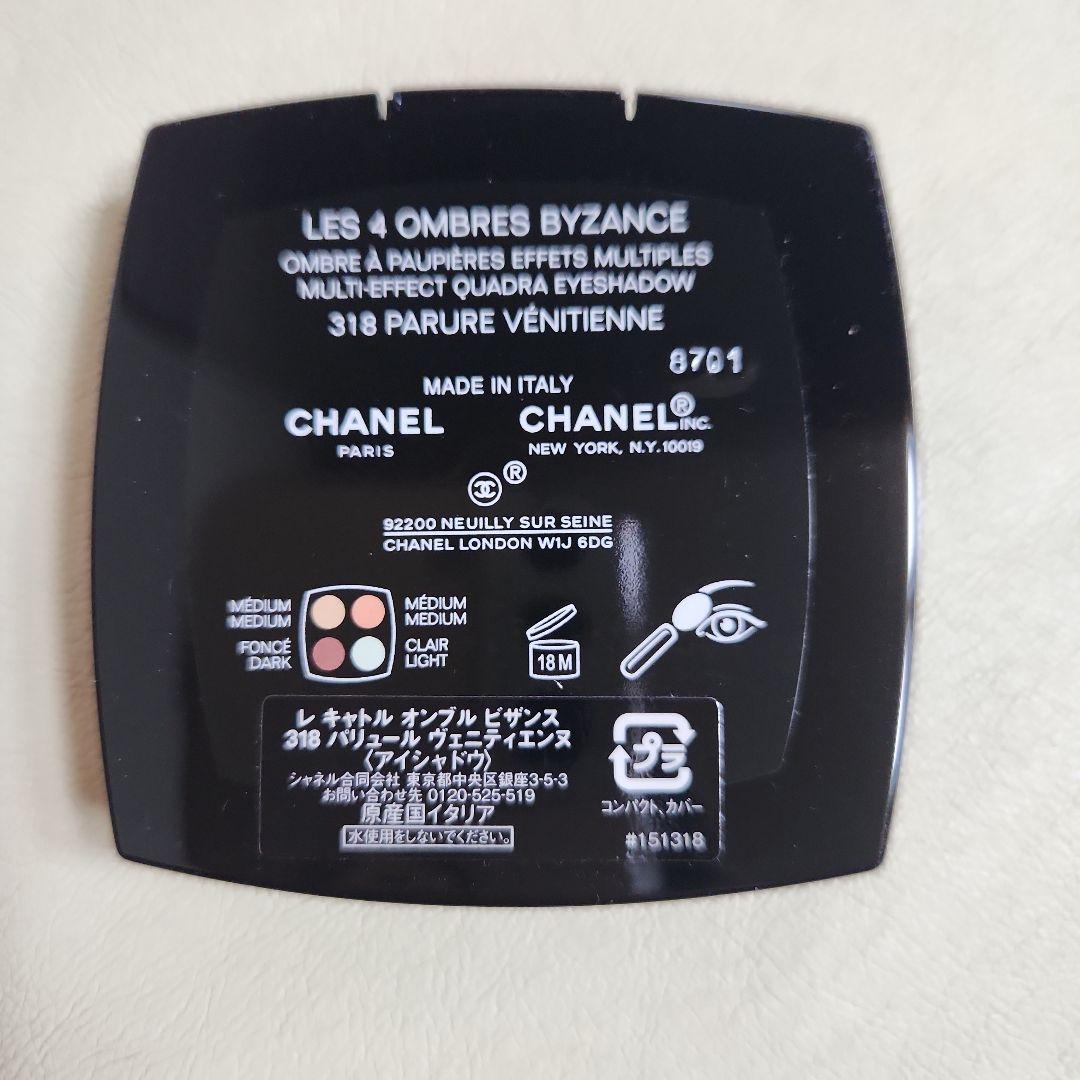 LES 4 OMBRES BYZANCE
OMBRE À PAUPIÈRES EFFETS MULTIPLES
MULTI-EFFECT QUADRA EYESHADOW
318 PARURE VÉNITIENNE
8701
MADE IN ITALY
CHANEL
PARIS
CHANEL® INC.
NEW YORK, N.Y. 10019
®
92200 NEUILLY SUR SEINE
CHANEL LONDON W1J 6DG
MÉDIUM
MEDIUM
MÉDIUM
MEDIUM
FONCÉ
DARK
CLAIR
LIGHT
18 M
レ キャトル オンブル ビザンス
318 パリュール ヴェニティエンヌ
〈アイシャドウ〉
シャネル合同会社 東京都中央区銀座3-5-3
お問い合わせ先 0120-525-519
原産国イタリア
水使用をしないでください。
プラ
コンパクト、カバー
#151318